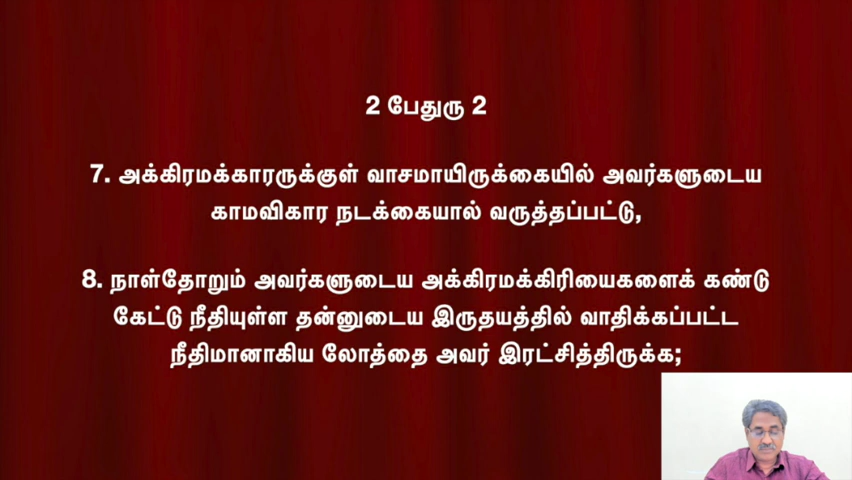 2 பேதுரு 2
7. அக்கிரமக்காரருக்குள் வாசமாயிருக்கையில் அவர்களுடைய
காமவிகார நடக்கையால் வருத்தப்பட்டு,
8. நாள்தோறும் அவர்களுடைய அக்கிரமக்கிரியைகளைக் கண்டு
கேட்டு நீதியுள்ள தன்னுடைய இருதயத்தில் வாதிக்கப்பட்ட
நீதிமானாகிய லோத்தை அவர் இரட்சித்திருக்க;